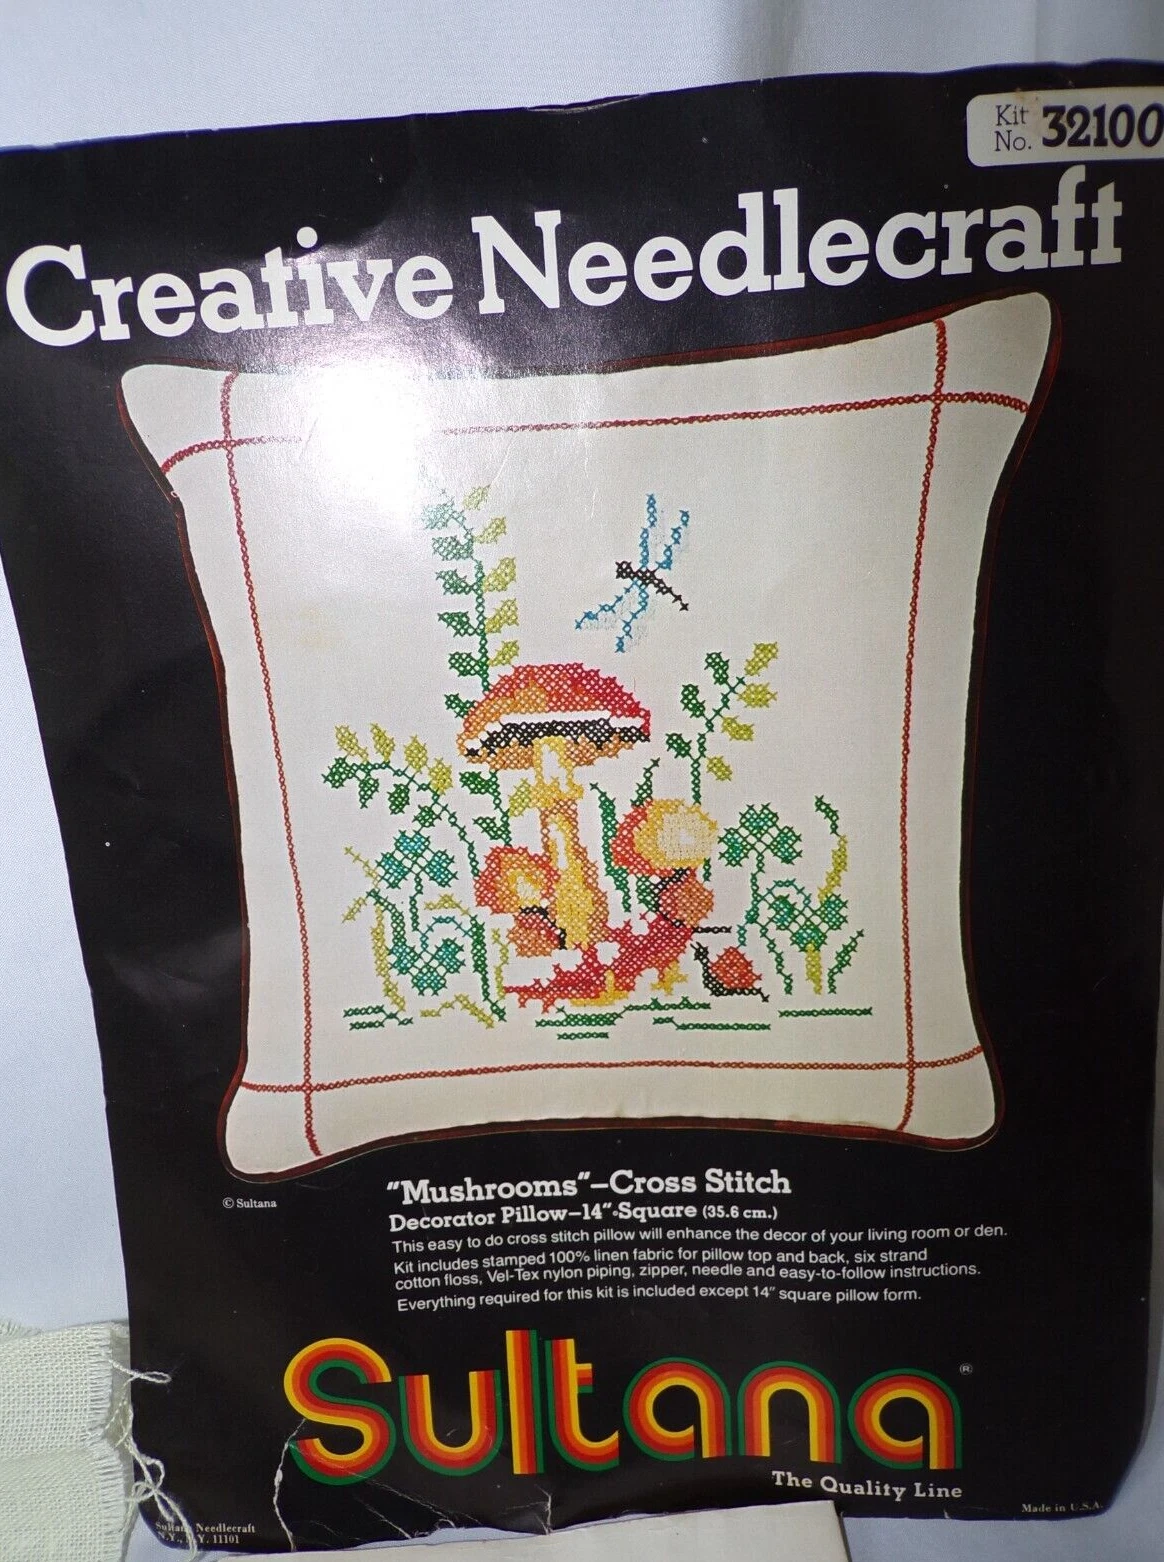 Kit
No. 32100
Creative Needlecraft
© Sultana
"Mushrooms"–Cross Stitch
Decorator Pillow–14" Square (35.6 cm.)
This easy to do cross stitch pillow will enhance the decor of your living room or den.
Kit includes stamped 100% linen fabric for pillow top and back, six strand
cotton floss, Vel-Tex nylon piping, zipper, needle and easy-to-follow instructions.
Everything required for this kit is included except 14" square pillow form.
Sultana®
The Quality Line
Made in U.S.A.
Sultana Needlecraft
N.Y., N.Y. 11101